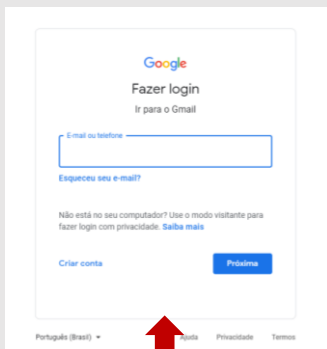 Google
Fazer login
Ir para o Gmail
E-mail ou telefone
Esqueceu seu e-mail?
Não está no seu computador? Use o modo visitante para
fazer login com privacidade. Saiba mais
Criar conta
Próxima
Português (Brasil)
Ajuda
Privacidade
Termos